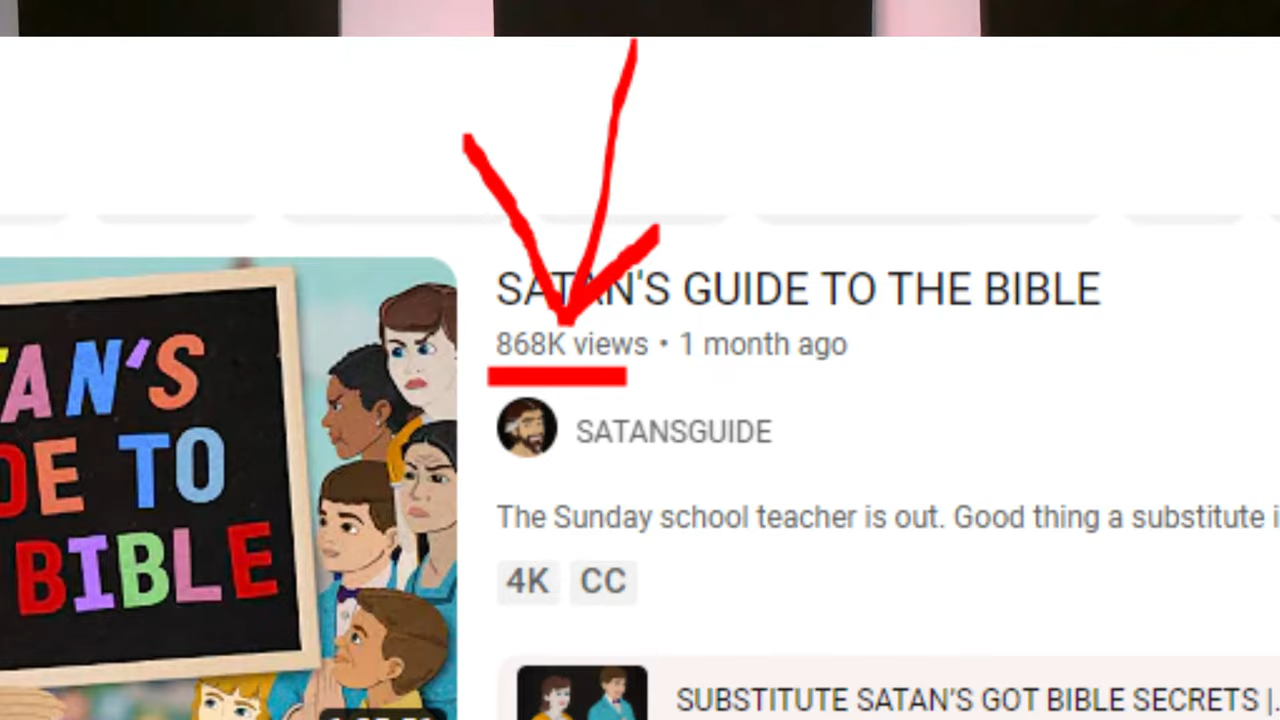 TAN'S
DE TO
BIBLE
SATAN'S GUIDE TO THE BIBLE
868K views • 1 month ago
SATANSGUIDE
The Sunday school teacher is out. Good thing a substitute i
4K CC
SUBSTITUTE SATAN'S GOT BIBLE SECRETS |.